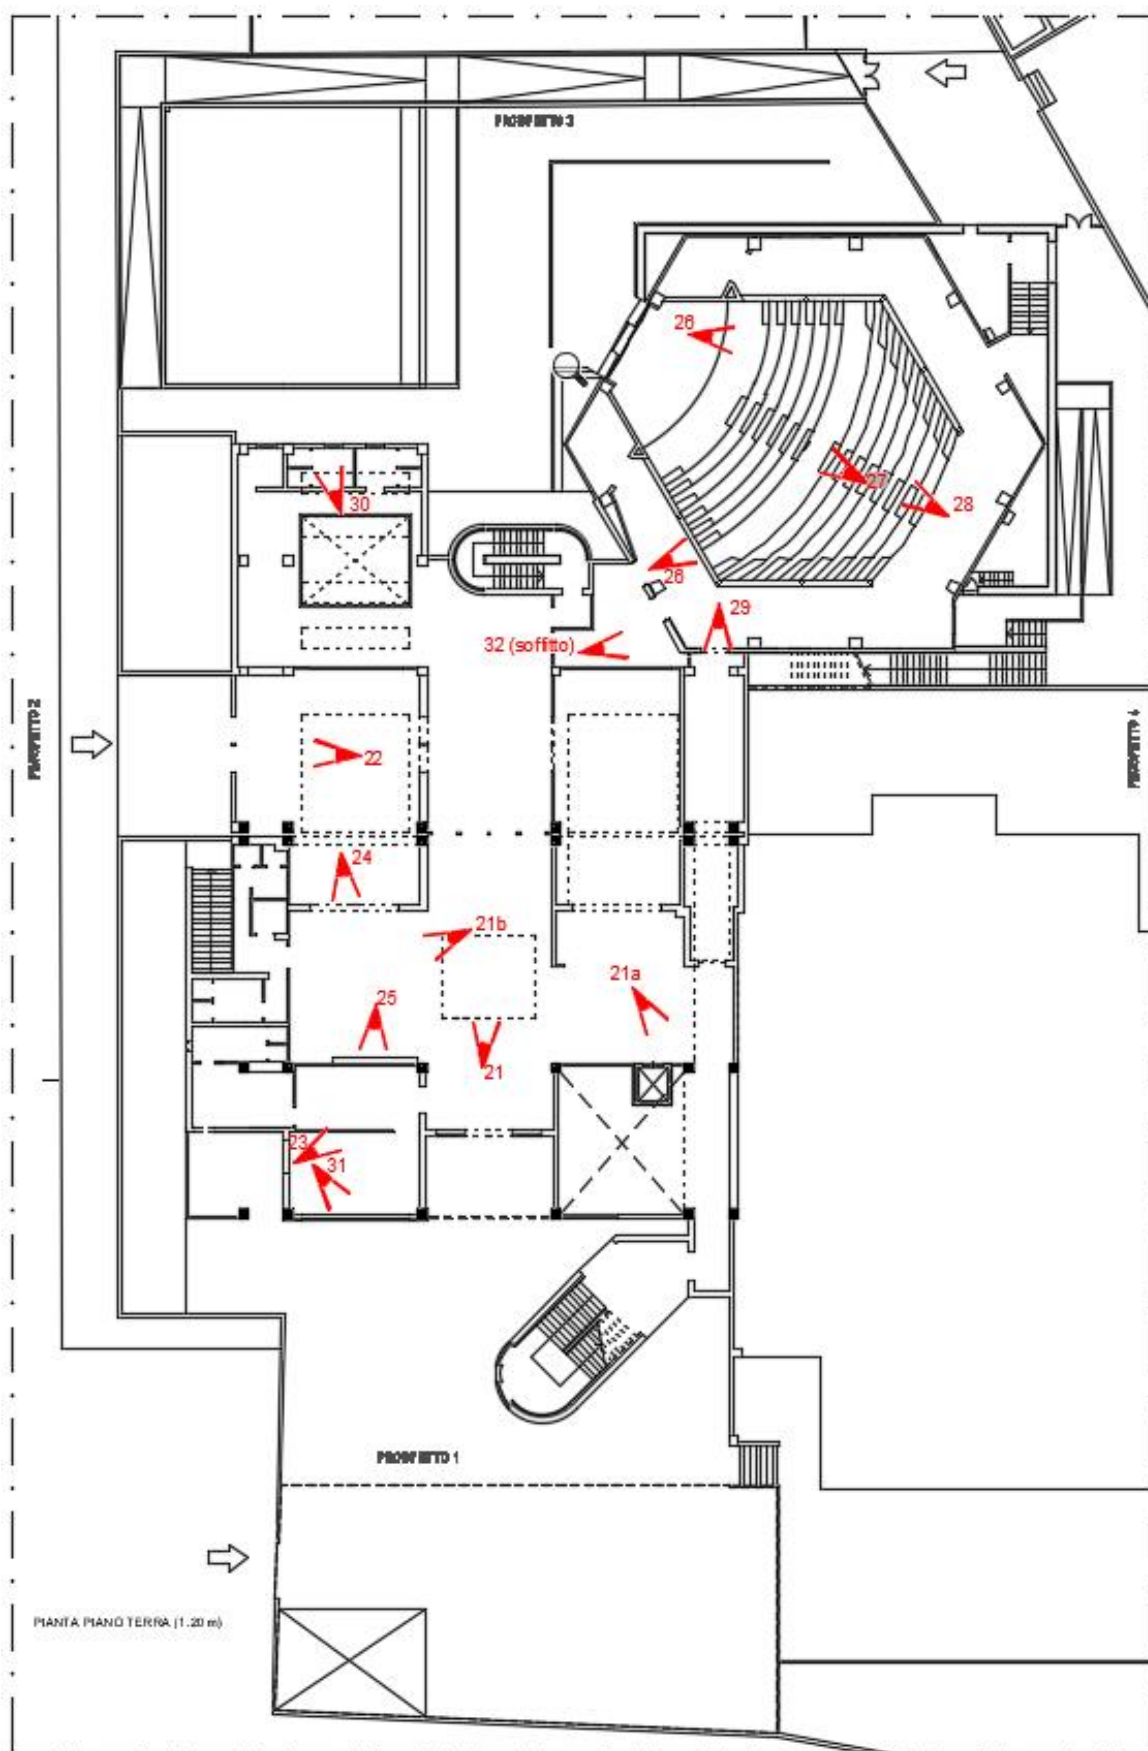 PROSPETTO 3
26
27
28
30
26
29
32 (soffitto)
PROSPETTO 2
PROSPETTO 4
22
24
21b
21a
25
21
23
31
PROSPETTO 1
PIANTA PIANO TERRA (1.20 m)